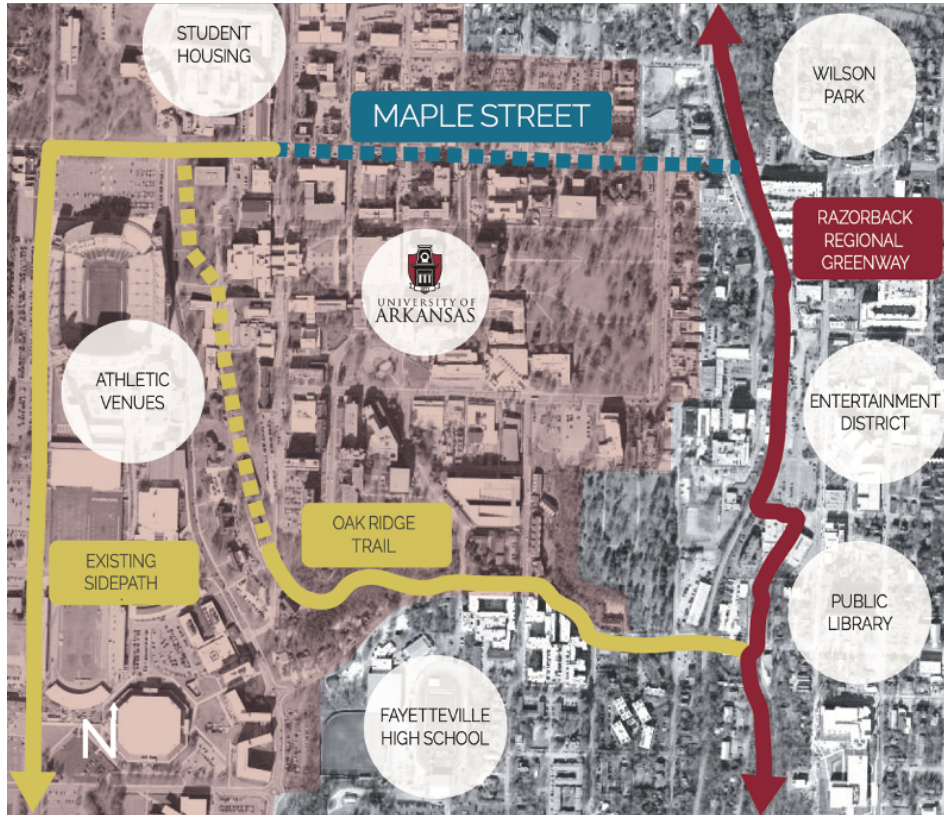 STUDENT
HOUSING
MAPLE STREET
WILSON
PARK
RAZORBACK
REGIONAL
GREENWAY
UNIVERSITY OF
ARKANSAS
ATHLETIC
VENUES
ENTERTAINMENT
DISTRICT
OAK RIDGE
TRAIL
EXISTING
SIDEPATH
PUBLIC
LIBRARY
FAYETTEVILLE
HIGH SCHOOL
N